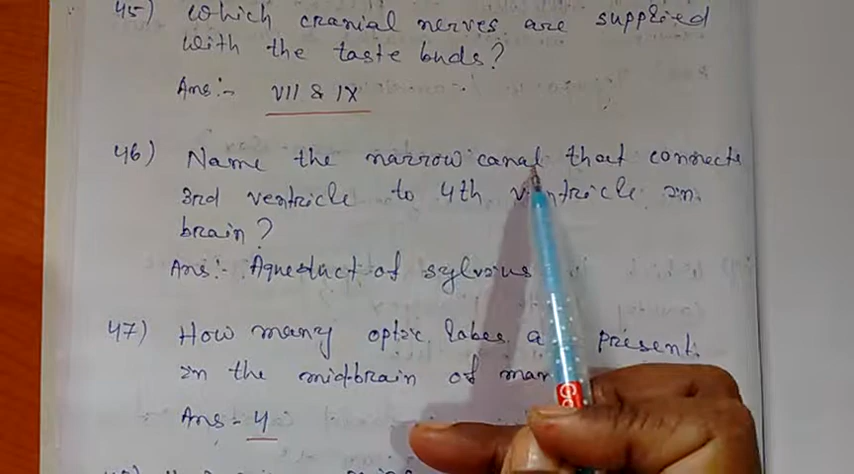 45) Which cranial nerves are supplied
with the taste buds?
Ans:- VII & IX
46) Name the narrow canal that connects
3rd ventricle to 4th ventricle in
brain?
Ans:- Aqueduct of sylvius
47) How many optic lobes a present
in the midbrain of man
Ans - 4